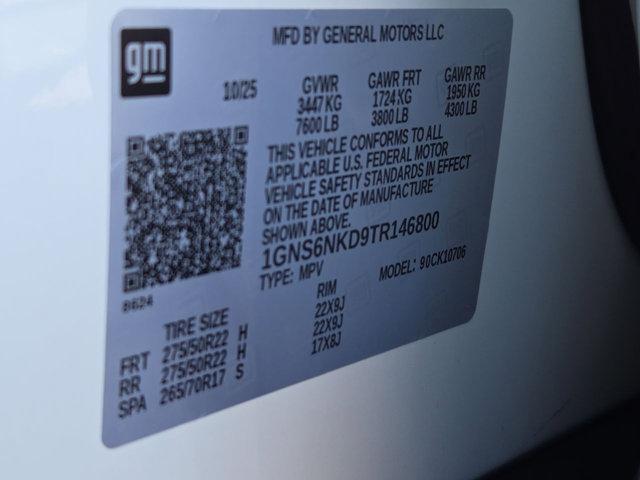 gm
MFD BY GENERAL MOTORS LLC
10/25 GVWR GAWR FRT GAWR RR
3447 KG 1724 KG 1950 KG
7600 LB 3800 LB 4300 LB
THIS VEHICLE CONFORMS TO ALL
APPLICABLE U.S. FEDERAL MOTOR
VEHICLE SAFETY STANDARDS IN EFFECT
ON THE DATE OF MANUFACTURE
SHOWN ABOVE.
1GNS6NKD9TR146800
TYPE: MPV MODEL: 90CK10706
8624
TIRE SIZE RIM
FRT 275/50R22 H 22X9J
RR 275/50R22 H 22X9J
SPA 265/70R17 S 17X8J